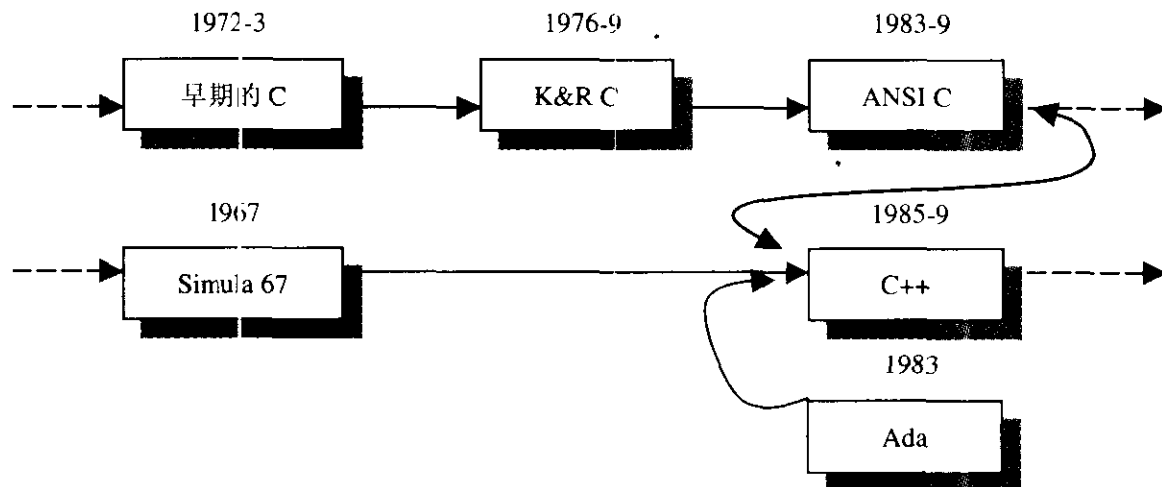 1972-3
1976-9
1983-9
早期的 C
K&R C
ANSI C
1967
1985-9
Simula 67
C++
1983
Ada